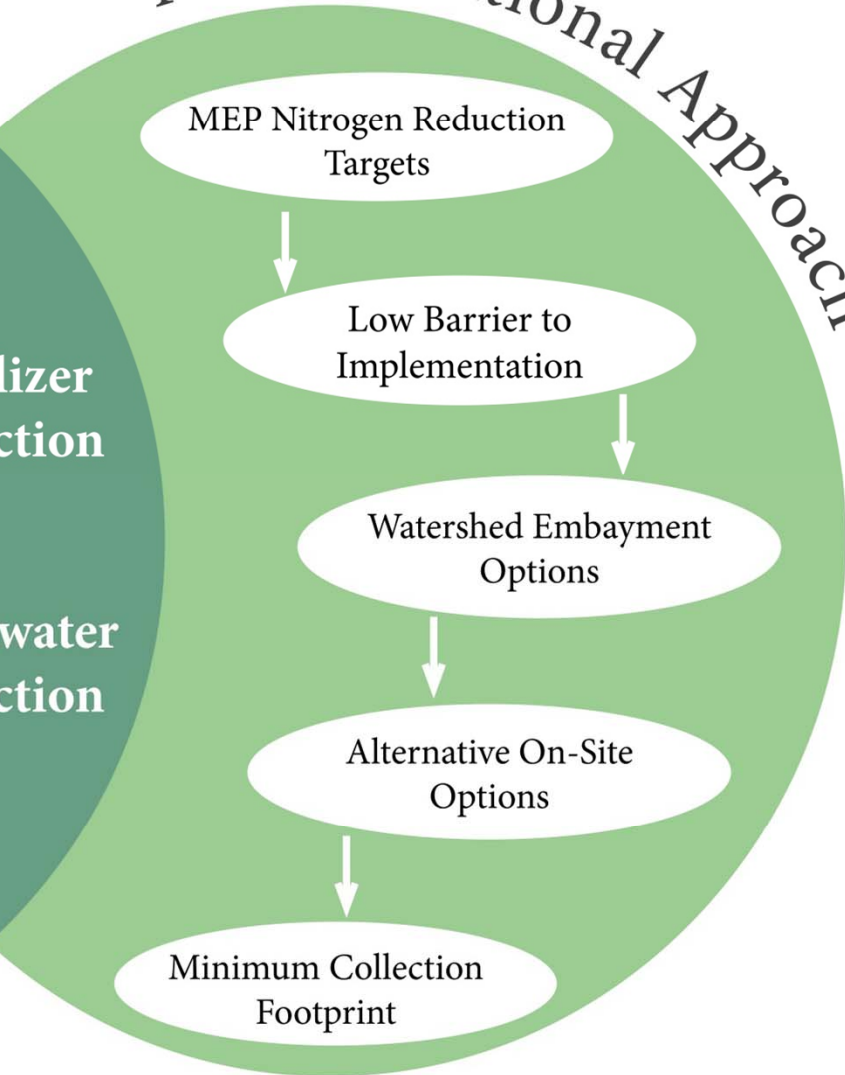 Approach
MEP Nitrogen Reduction
Targets
Low Barrier to
Implementation
lizer
ction
Watershed Embayment
Options
water
ction
Alternative On-Site
Options
Minimum Collection
Footprint